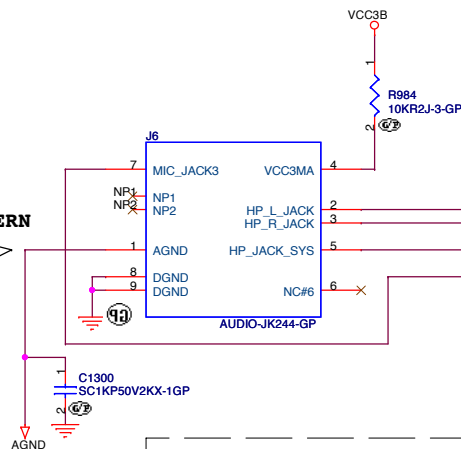 VCC3B
1
R984
10KR2J-3-GP
2
G/P
J6
7 MIC_JACK3 VCC3MA 4
NP1 NP1
NP2 NP2 HP_L_JACK 2
HP_R_JACK 3
ERN
1 AGND HP_JACK_SYS 5
8 DGND
9 DGND NC#6 6
GP
AUDIO-JK244-GP
1
C1300
SC1KP50V2KX-1GP
2
G/P
AGND